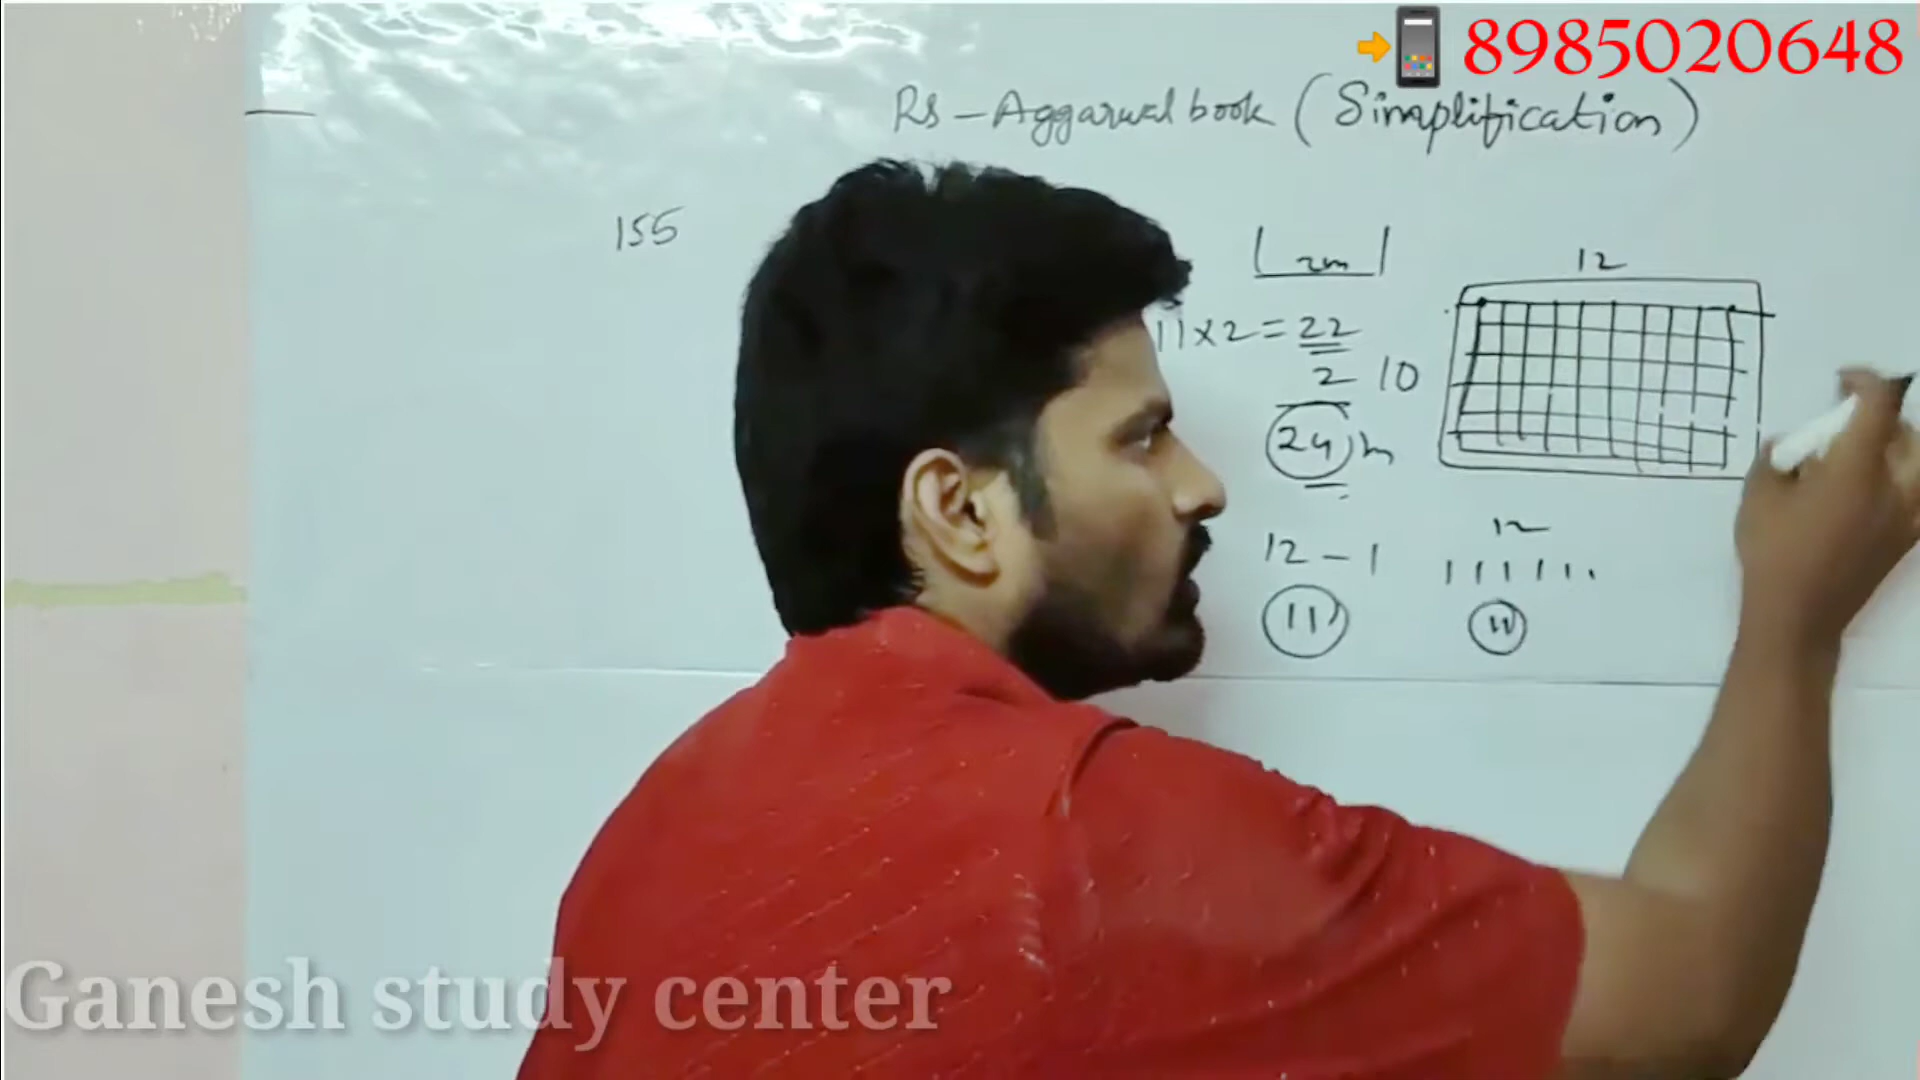 8985020648
Rs - Aggarwal book (Simplification)
155
2m
12
11x2=22
2
10
24 m
12 - 1
12
11
11
Ganesh study center